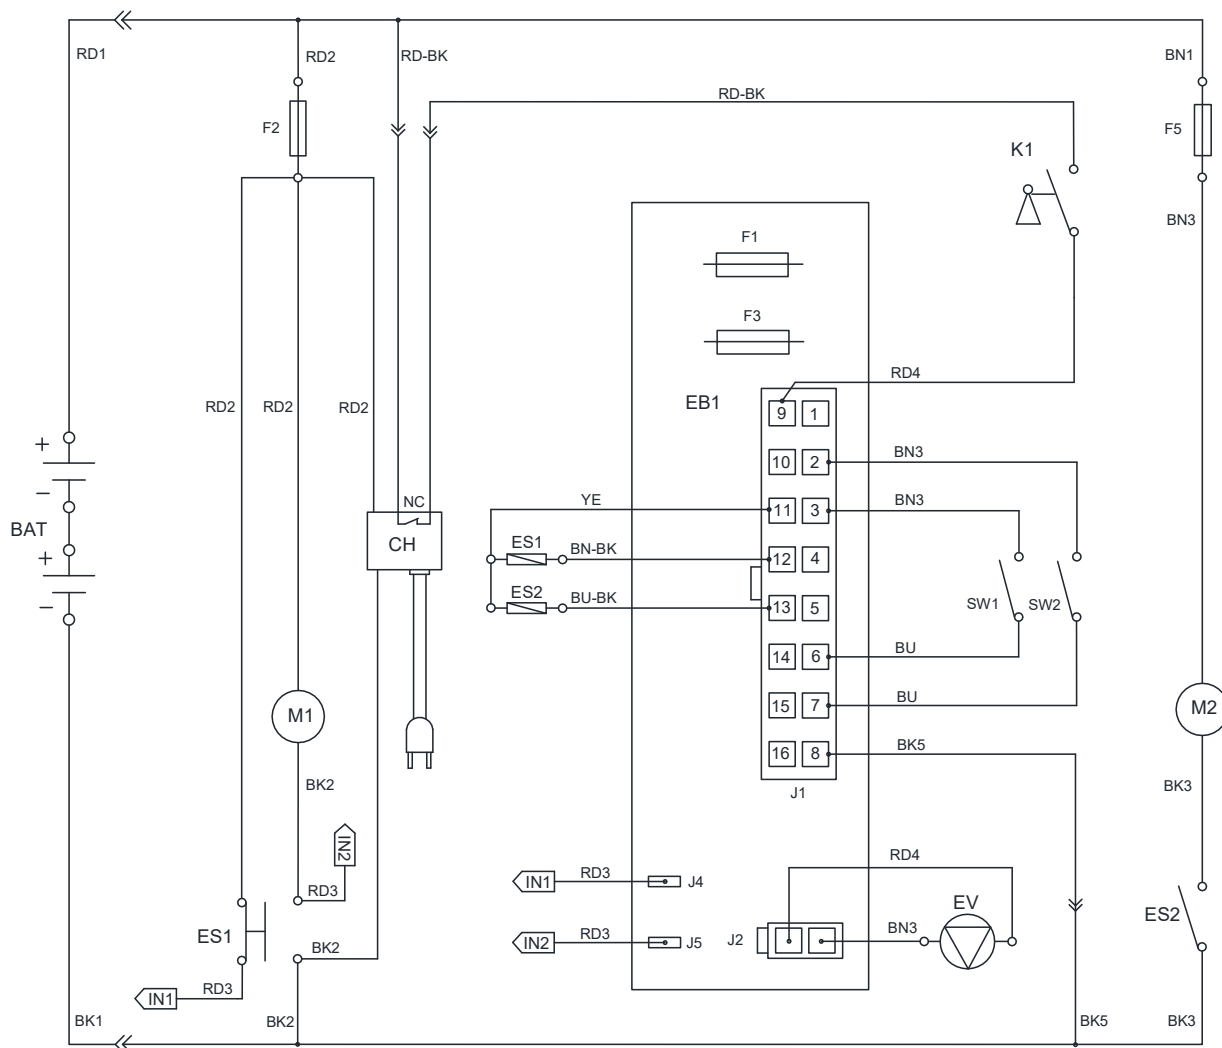 RD1
RD2
RD-BK
BN1
RD-BK
F2
F5
K1
BN3
F1
F3
RD4
EB1
9 1
RD2
RD2
RD2
+
10 2
BN3
−
NC
YE
11 3
BN3
BAT
CH
ES1
BN-BK
12 4
+
ES2
BU-BK
13 5
SW1
SW2
−
14 6
BU
15 7
BU
M1
M2
16 8
BK5
BK2
J1
BK3
IN2
RD4
RD3
IN1
RD3
J4
EV
ES2
ES1
BK2
IN2
RD3
J5
J2
BN3
RD3
IN1
BK1
BK2
BK5
BK3